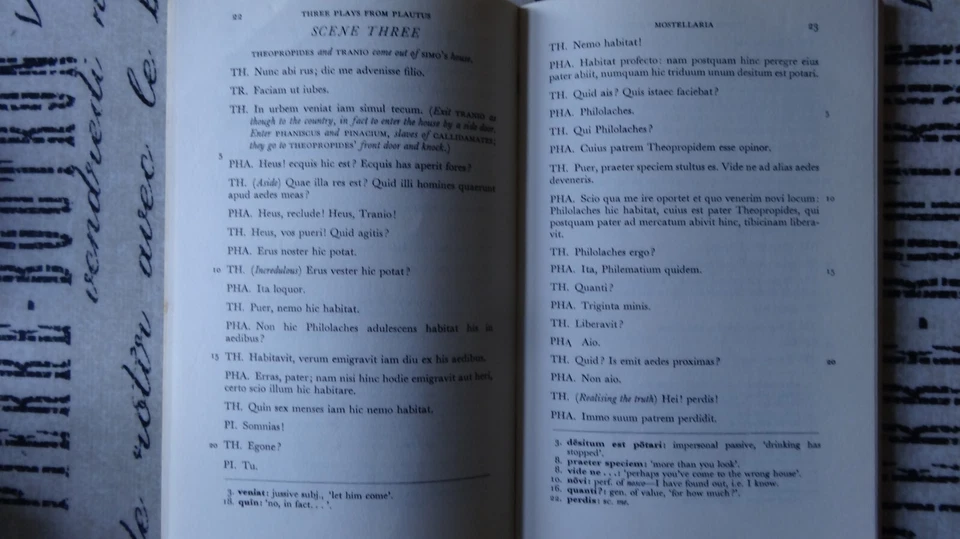 22 THREE PLAYS FROM PLAUTUS
SCENE THREE
THEOPROPIDES and TRANIO come out of SIMO's house.
TH. Nunc abi rus; dic me advenisse filio.
TR. Faciam ut iubes.
TH. In urbem veniat iam simul tecum. (Exit TRANIO as
though to the country, in fact to enter the house by a side door.
Enter PHANISCUS and PINACIUM, slaves of CALLIDAMATES;
they go to THEOPROPIDES' front door and knock.)
5 PHA. Heus! ecquis hic est? Ecquis has aperit fores?
TH. (Aside) Quae illa res est? Quid illi homines quaerunt
apud aedes meas?
PHA. Heus, reclude! Heus, Tranio!
TH. Heus, vos pueri! Quid agitis?
PHA. Erus noster hic potat.
10 TH. (Incredulous) Erus vester hic potat?
PHA. Ita loquor.
TH. Puer, nemo hic habitat.
PHA. Non hic Philolaches adulescens habitat his in
aedibus?
15 TH. Habitavit, verum emigravit iam diu ex his aedibus.
PHA. Erras, pater; nam nisi hinc hodie emigravit aut heri,
certo scio illum hic habitare.
TH. Quin sex menses iam hic nemo habitat.
PI. Somnias!
20 TH. Egone?
PI. Tu.
3. veniat: jussive subj., 'let him come'.
18. quin: 'no, in fact. . .'.
MOSTELLARIA 23
TH. Nemo habitat!
PHA. Habitat profecto: nam postquam hinc peregre eius
pater abiit, numquam hic triduum unum desitum est potari.
TH. Quid ais? Quis istaec faciebat?
PHA. Philolaches. 5
TH. Qui Philolaches?
PHA. Cuius patrem Theopropidem esse opinor.
TH. Puer, praeter speciem stultus es. Vide ne ad alias aedes
deveneris.
PHA. Scio qua me ire oportet et quo venerim novi locum: 10
Philolaches hic habitat, cuius est pater Theopropides, qui
postquam pater ad mercatum abivit hinc, tibicinam libera-
vit.
TH. Philolaches ergo?
PHA. Ita, Philematium quidem. 15
TH. Quanti?
PHA. Triginta minis.
TH. Liberavit?
PHA. Aio.
TH. Quid? Is emit aedes proximas? 20
PHA. Non aio.
TH. (Realising the truth) Hei! perdis!
PHA. Immo suum patrem perdidit.
3. dēsitum est pōtari: impersonal passive, 'drinking has
stopped'.
8. praeter speciem: 'more than you look'.
8. vide ne . . .: 'perhaps you've come to the wrong house'.
10. nōvi: perf. of nosco—I have found out, i.e. I know.
16. quanti?: gen. of value, 'for how much?'.
22. perdis: sc. me.
vendredi
notion avec le